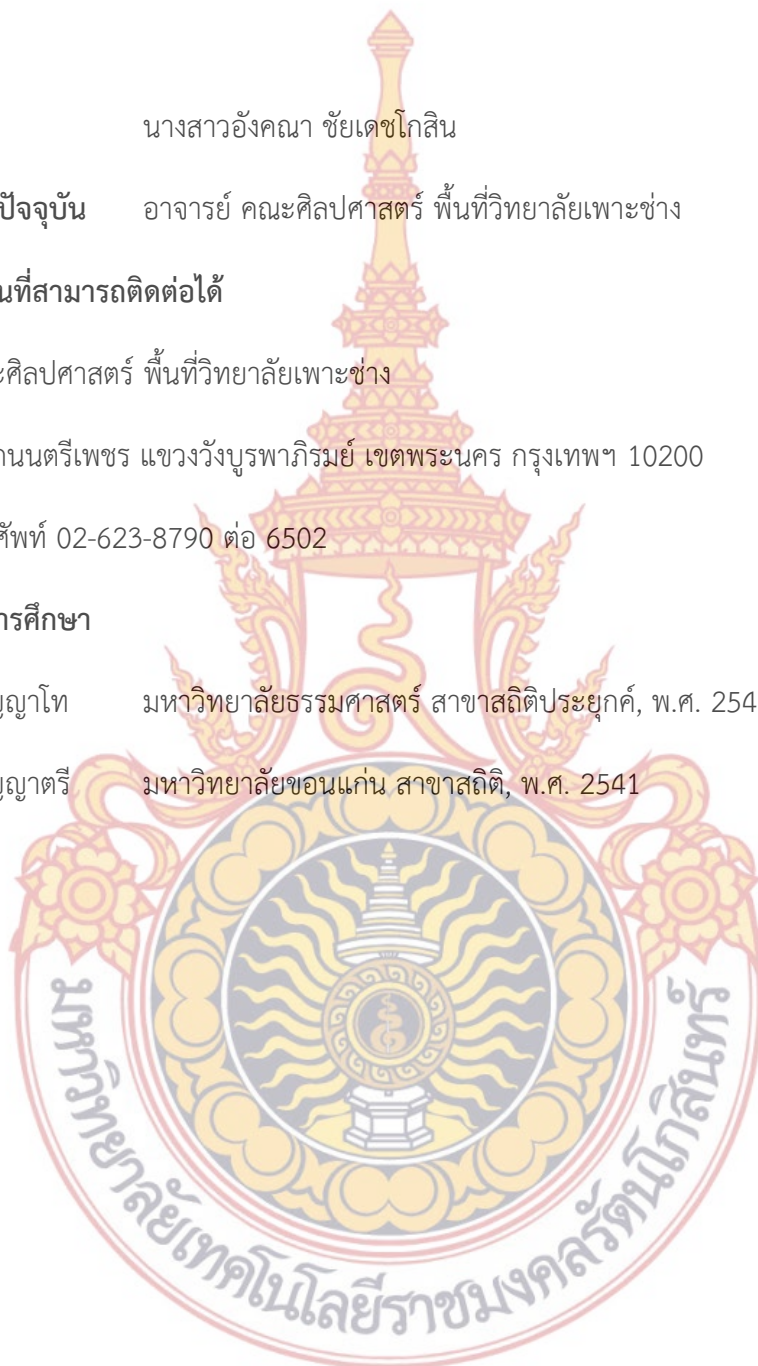 นางสาวอังคณา ชัยเดชโกสิน
ปัจจุบัน อาจารย์ คณะศิลปศาสตร์ พื้นที่วิทยาลัยเพาะช่าง
ที่สามารถติดต่อได้
ศิลปศาสตร์ พื้นที่วิทยาลัยเพาะช่าง
ตรีเพชร แขวงวังบูรพาภิรมย์ เขตพระนคร กรุงเทพฯ 10200
ศัพท์ 02-623-8790 ต่อ 6502
ารศึกษา
ญญาโท มหาวิทยาลัยธรรมศาสตร์ สาขาสถิติประยุกค์, พ.ศ. 254
ญญาตรี มหาวิทยาลัยขอนแก่น สาขาสถิติ, พ.ศ. 2541
มหาวิทยาลัยเทคโนโลยีราชมงคลรัตนโกสินทร์